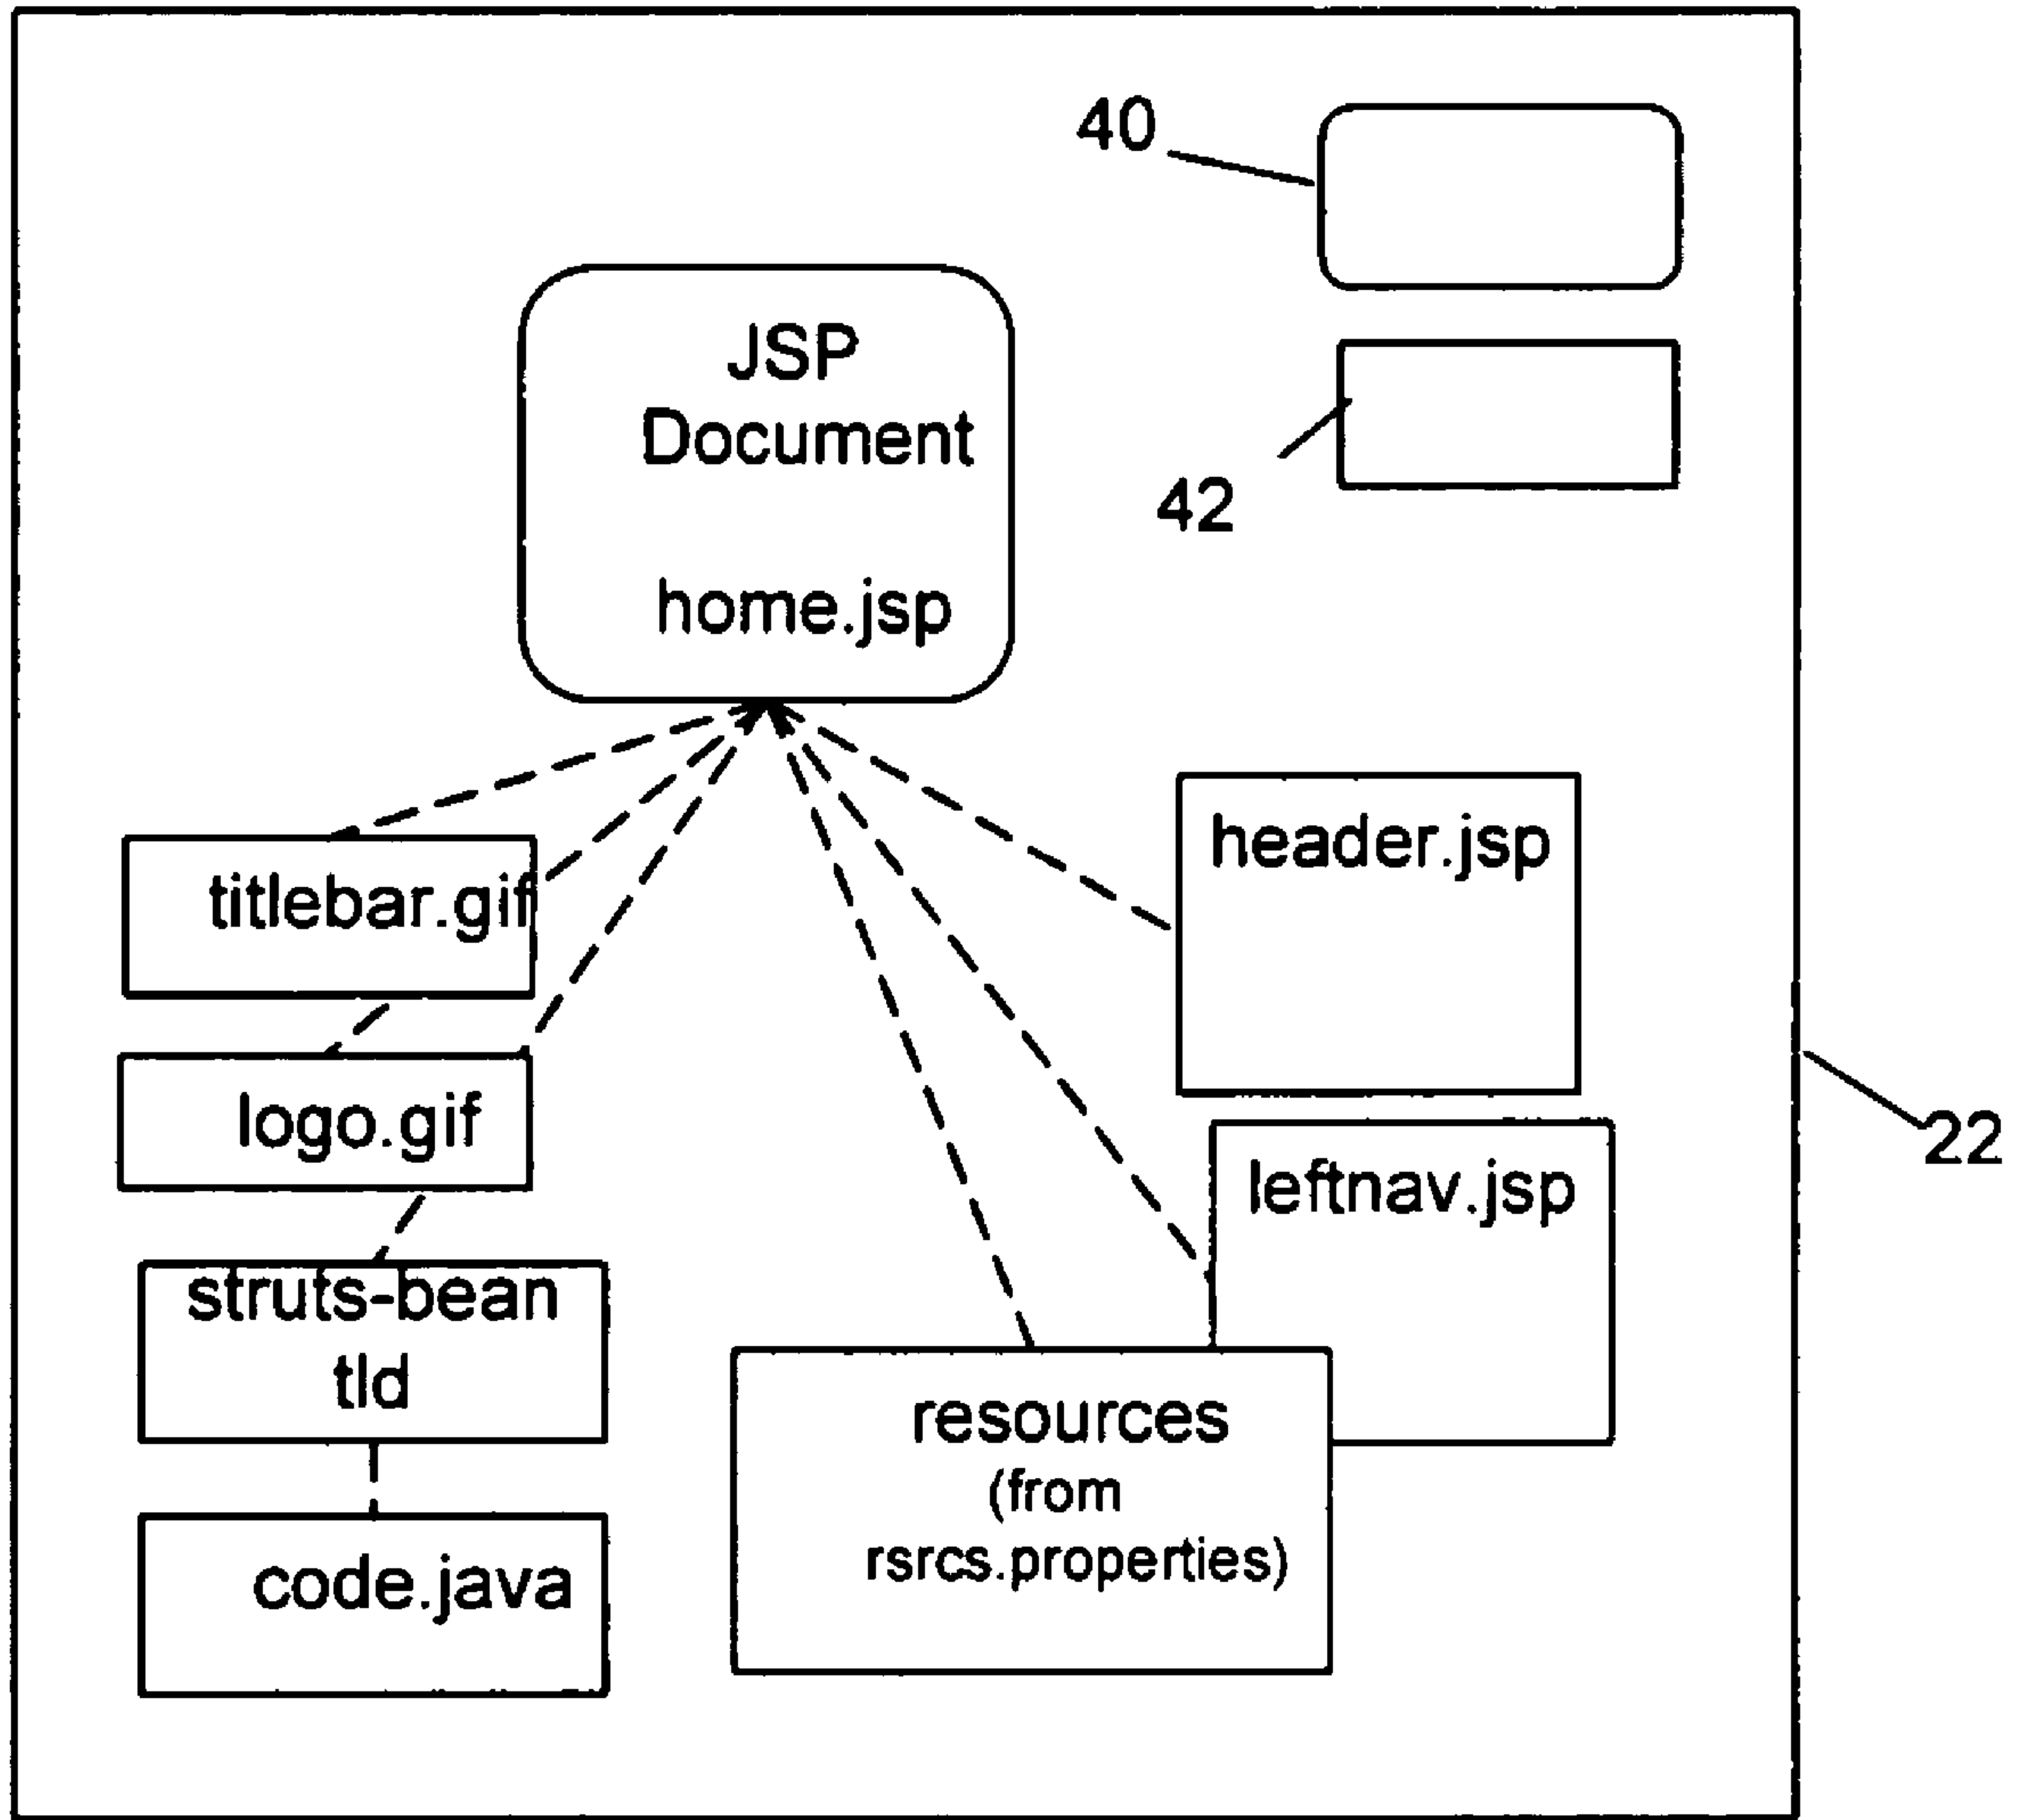 40
JSP
Document
42
home.jsp
header.jsp
titlebar.gif
logo.gif
22
leftnav.jsp
struts-bean
tld
resources
(from
rsrcs.properties)
code.java